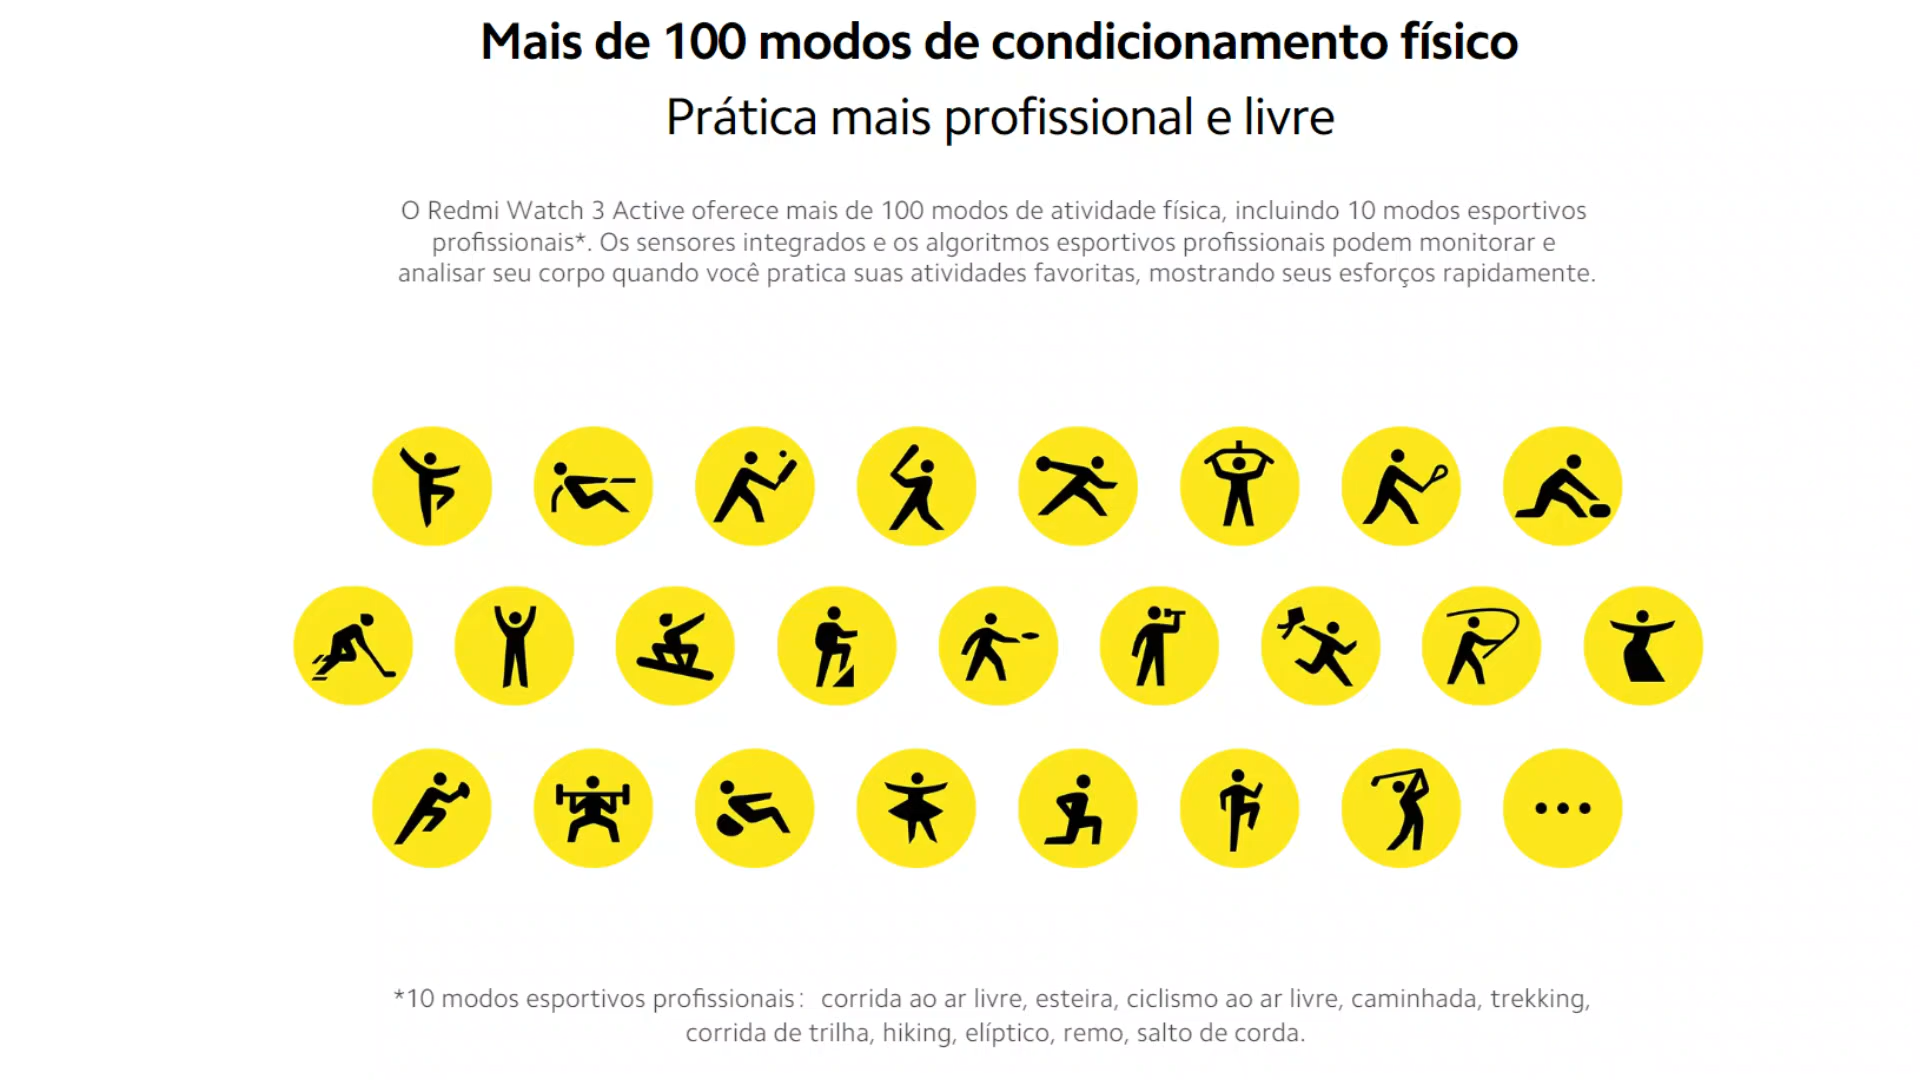 Mais de 100 modos de condicionamento físico
Prática mais profissional e livre
O Redmi Watch 3 Active oferece mais de 100 modos de atividade física, incluindo 10 modos esportivos
profissionais*. Os sensores integrados e os algoritmos esportivos profissionais podem monitorar e
analisar seu corpo quando você pratica suas atividades favoritas, mostrando seus esforços rapidamente.
*10 modos esportivos profissionais: corrida ao ar livre, esteira, ciclismo ao ar livre, caminhada, trekking,
corrida de trilha, hiking, elíptico, remo, salto de corda.